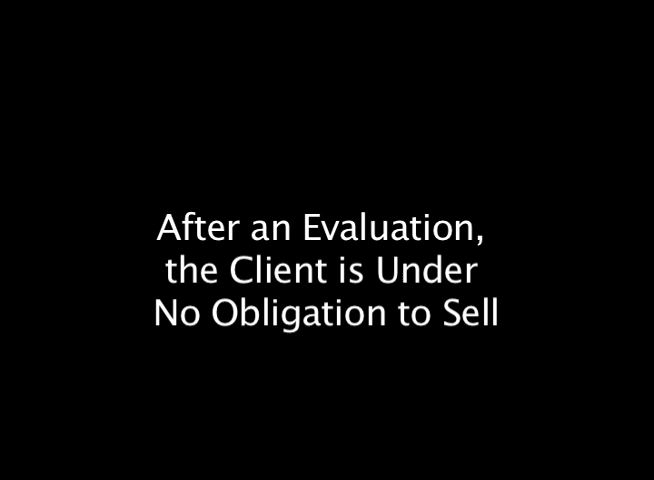 After an Evaluation,
the Client is Under
No Obligation to Sell